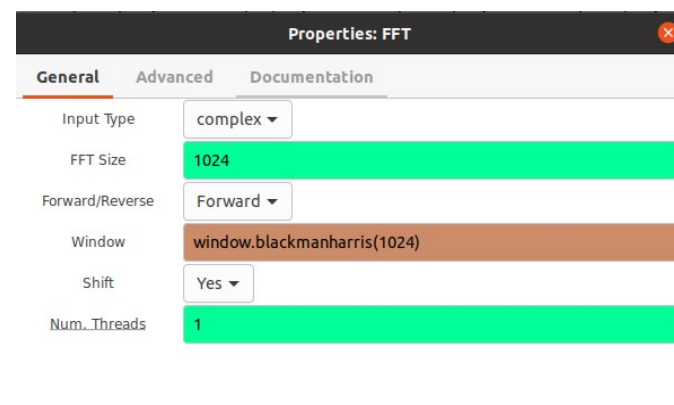 Properties: FFT
General Advanced Documentation
Input Type complex
FFT Size 1024
Forward/Reverse Forward
Window window.blackmanharris(1024)
Shift Yes
Num. Threads 1